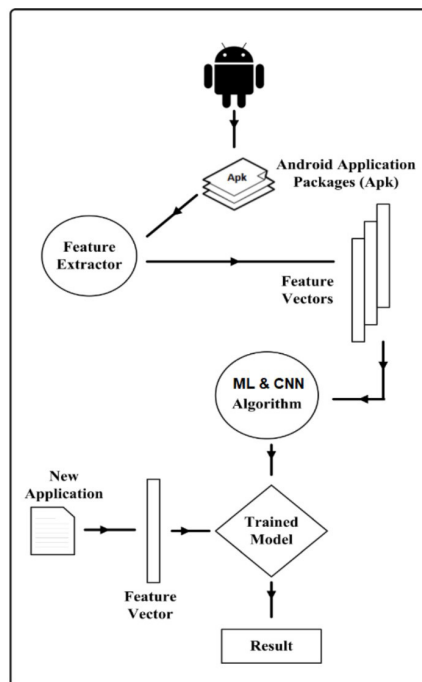 Apk
Android Application
Packages (Apk)
Feature
Extractor
Feature
Vectors
ML & CNN
Algorithm
New
Application
Trained
Model
Feature
Vector
Result